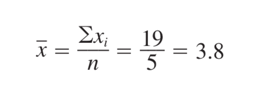 x̄ = Σxᵢ / n = 19 / 5 = 3.8